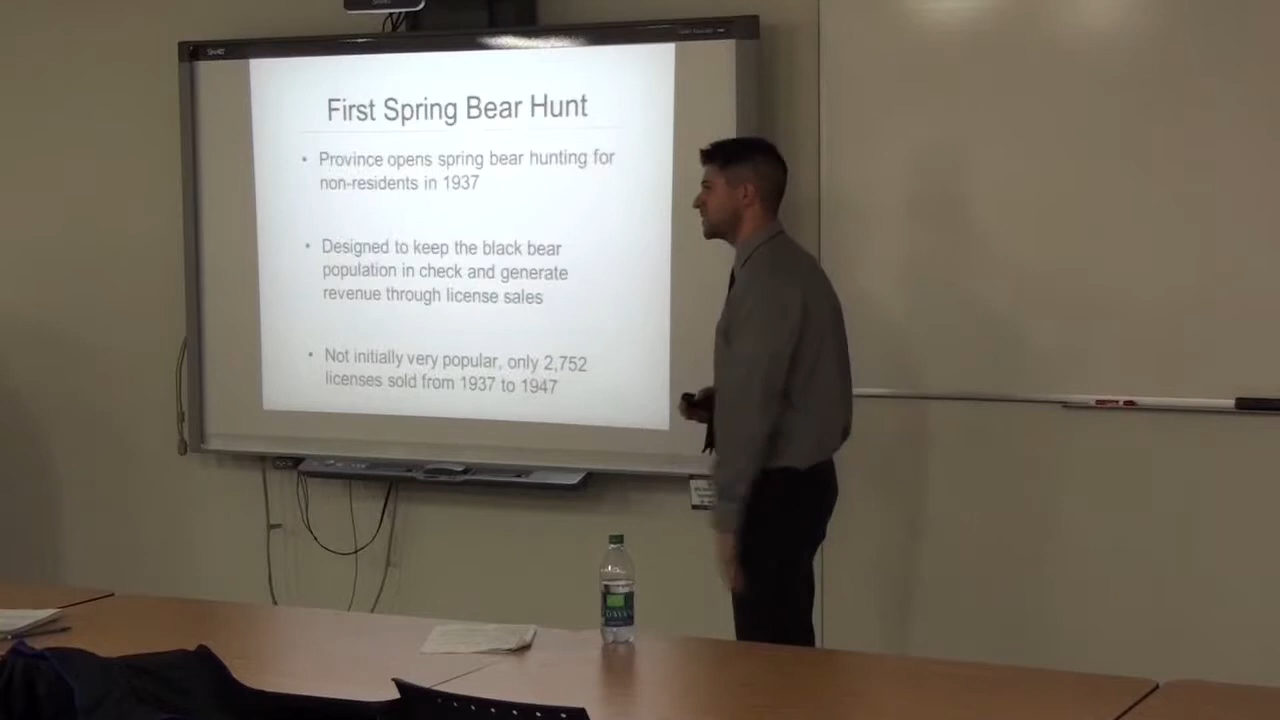 SMART
First Spring Bear Hunt
• Province opens spring bear hunting for
non-residents in 1937
• Designed to keep the black bear
population in check and generate
revenue through license sales
• Not initially very popular, only 2,752
licenses sold from 1937 to 1947